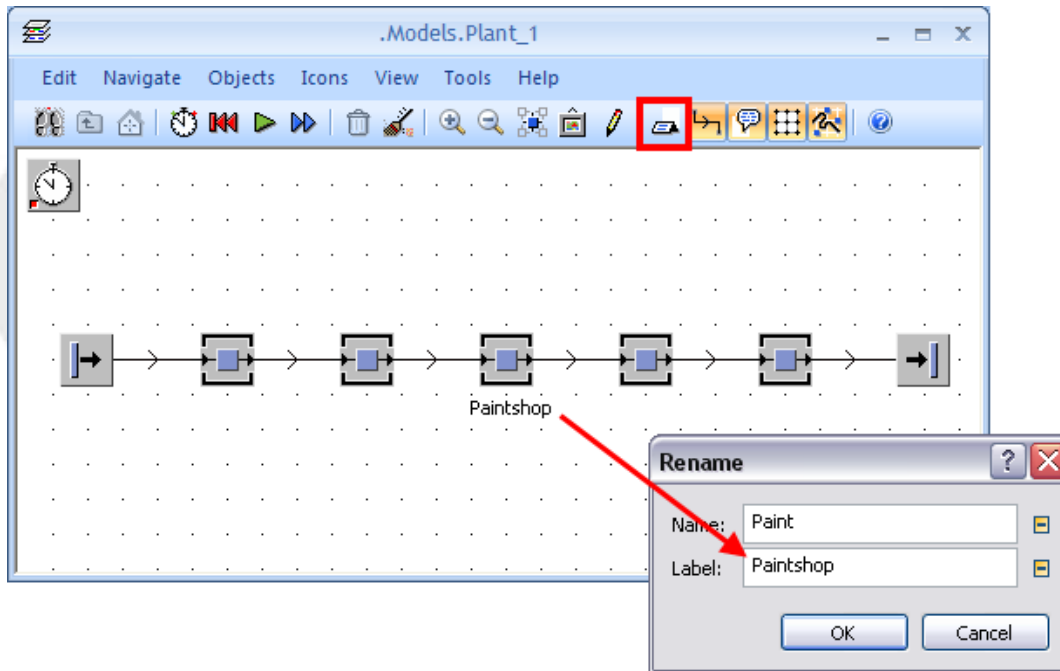 .Models.Plant_1
Edit Navigate Objects Icons View Tools Help
Paintshop
Rename
Name: Paint
Label: Paintshop
OK Cancel